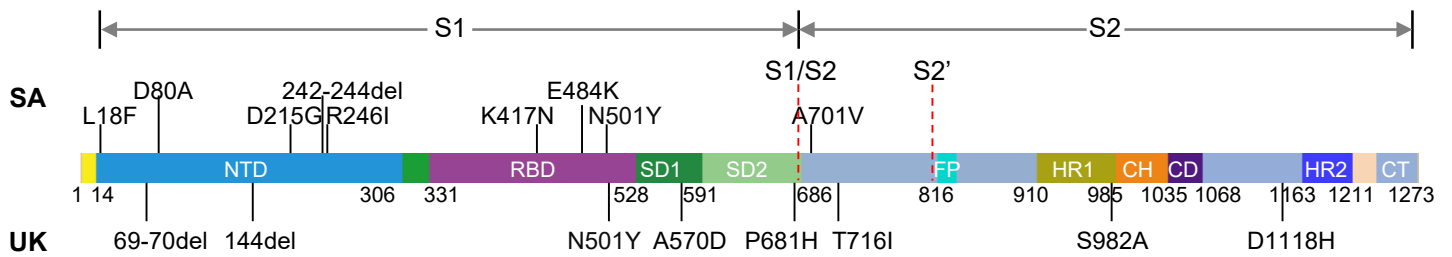 S1 S2
S1/S2 S2’
SA D80A 242-244del E484K
L18F D215G R246I K417N N501Y A701V
NTD RBD SD1 SD2 FP HR1 CH CD HR2 CT
1 14 306 331 528 591 686 816 910 985 1035 1068 1163 1211 1273
UK 69-70del 144del N501Y A570D P681H T716I S982A D1118H